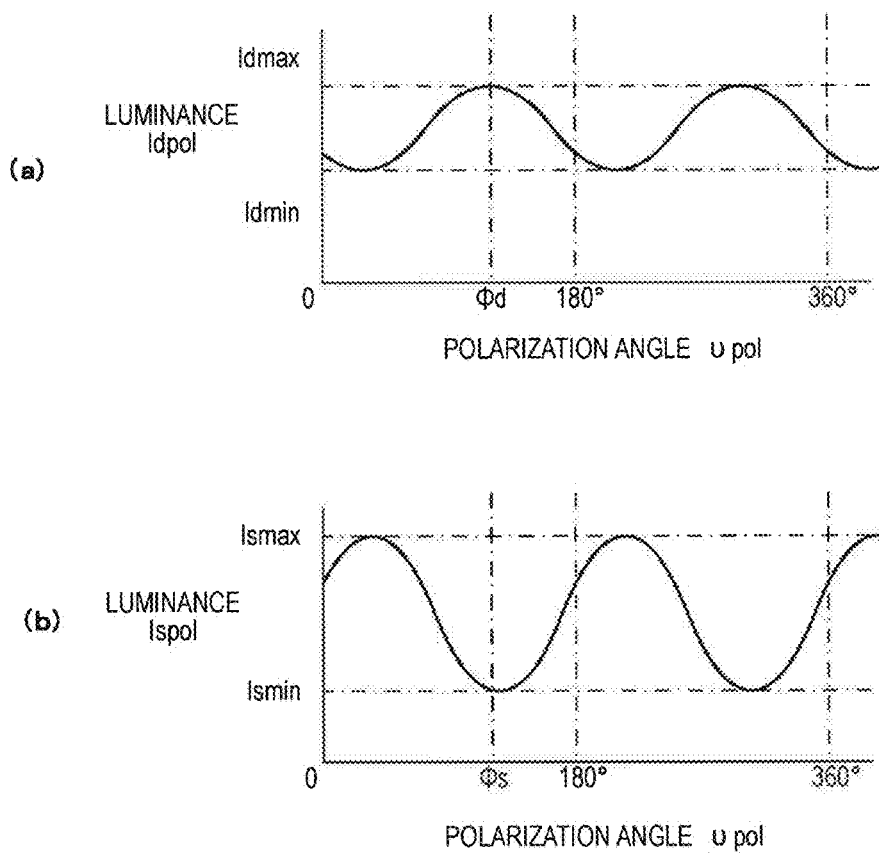 (a)
Idmax
LUMINANCE
Idpol
Idmin
0 Φd 180° 360°
POLARIZATION ANGLE υ pol
(b)
Ismax
LUMINANCE
Ispol
Ismin
0 Φs 180° 360°
POLARIZATION ANGLE υ pol